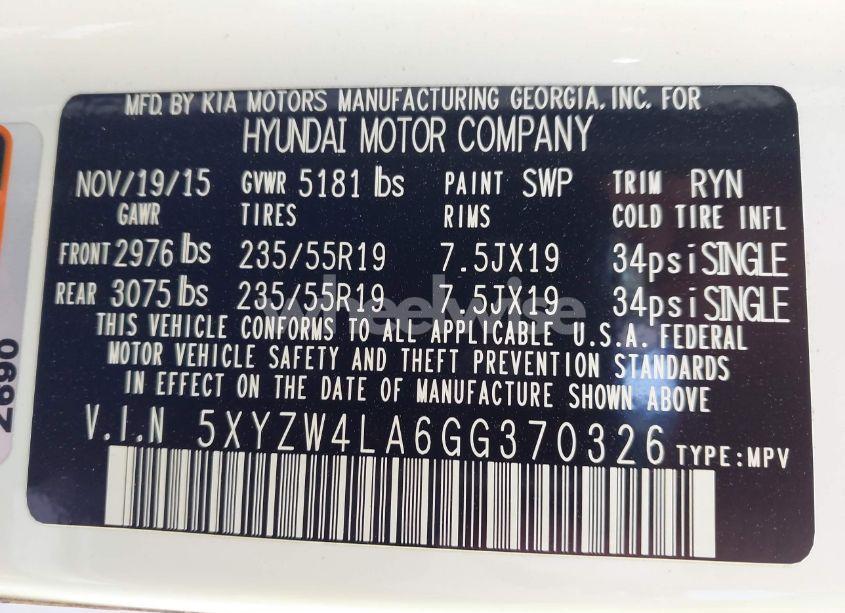 MFD. BY KIA MOTORS MANUFACTURING GEORGIA, INC. FOR
HYUNDAI MOTOR COMPANY
NOV/19/15 GVWR 5181 lbs PAINT SWP TRIM RYN
GAWR TIRES RIMS COLD TIRE INFL
FRONT 2976 lbs 235/55R19 7.5JX19 34psi SINGLE
REAR 3075 lbs 235/55R19 7.5JX19 34psi SINGLE
wheelwise
THIS VEHICLE CONFORMS TO ALL APPLICABLE U.S.A. FEDERAL
MOTOR VEHICLE SAFETY AND THEFT PREVENTION STANDARDS
IN EFFECT ON THE DATE OF MANUFACTURE SHOWN ABOVE
V.I.N 5XYZW4LA6GG370326 TYPE:MPV
2690